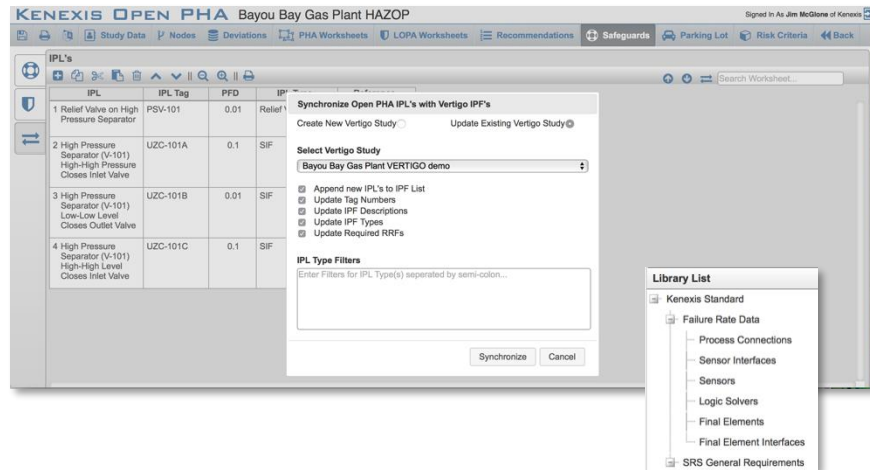 KENEXIS OPEN PHA Bayou Bay Gas Plant HAZOP
Signed In As Jim McGlone of Kenexis
Study Data Nodes Deviations PHA Worksheets LOPA Worksheets Recommendations Safeguards Parking Lot Risk Criteria Back
IPL's
Search Worksheet...
IPL IPL Tag PFD
1 Relief Valve on High PSV-101 0.01 Relief
Pressure Separator
2 High Pressure UZC-101A 0.1 SIF
Separator (V-101)
High-High Pressure
Closes Inlet Valve
3 High Pressure UZC-101B 0.01 SIF
Separator (V-101)
Low-Low Level
Closes Outlet Valve
4 High Pressure UZC-101C 0.1 SIF
Separator (V-101)
High-High Level
Closes Inlet Valve
Synchronize Open PHA IPL's with Vertigo IPF's
Create New Vertigo Study Update Existing Vertigo Study
Select Vertigo Study
Bayou Bay Gas Plant VERTIGO demo
Append new IPL's to IPF List
Update Tag Numbers
Update IPF Descriptions
Update IPF Types
Update Required RRFs
IPL Type Filters
Enter Filters for IPL Type(s) seperated by semi-colon...
Synchronize Cancel
Library List
Kenexis Standard
Failure Rate Data
Process Connections
Sensor Interfaces
Sensors
Logic Solvers
Final Elements
Final Element Interfaces
SRS General Requirements